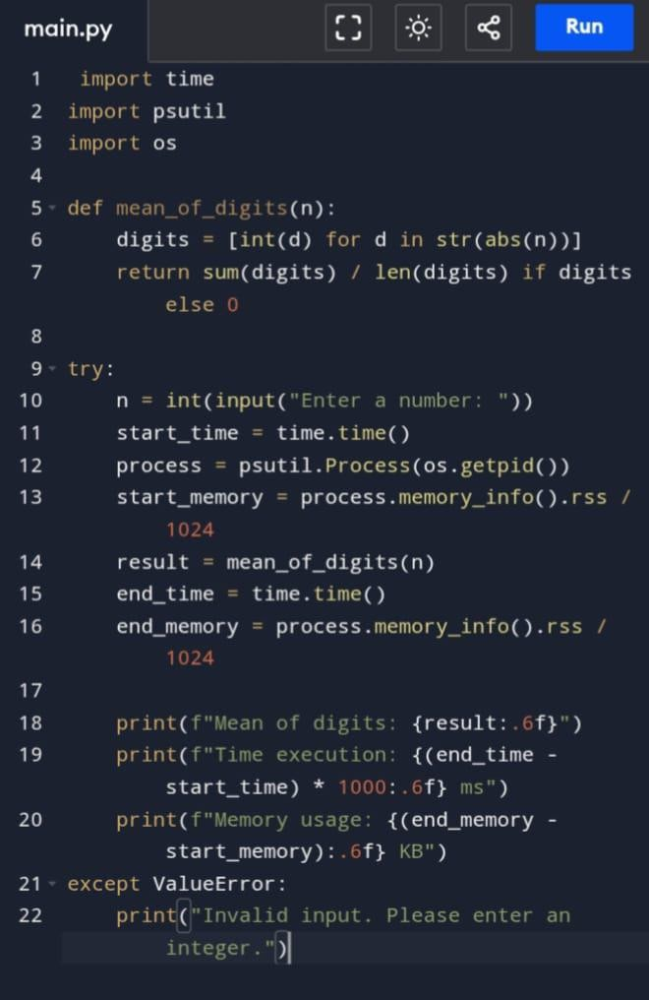 main.py
Run
1 import time
2 import psutil
3 import os
4
5 def mean_of_digits(n):
6 digits = [int(d) for d in str(abs(n))]
7 return sum(digits) / len(digits) if digits
else 0
8
9 try:
10 n = int(input("Enter a number: "))
11 start_time = time.time()
12 process = psutil.Process(os.getpid())
13 start_memory = process.memory_info().rss /
1024
14 result = mean_of_digits(n)
15 end_time = time.time()
16 end_memory = process.memory_info().rss /
1024
17
18 print(f"Mean of digits: {result:.6f}")
19 print(f"Time execution: {(end_time -
start_time) * 1000:.6f} ms")
20 print(f"Memory usage: {(end_memory -
start_memory):.6f} KB")
21 except ValueError:
22 print("Invalid input. Please enter an
integer.")